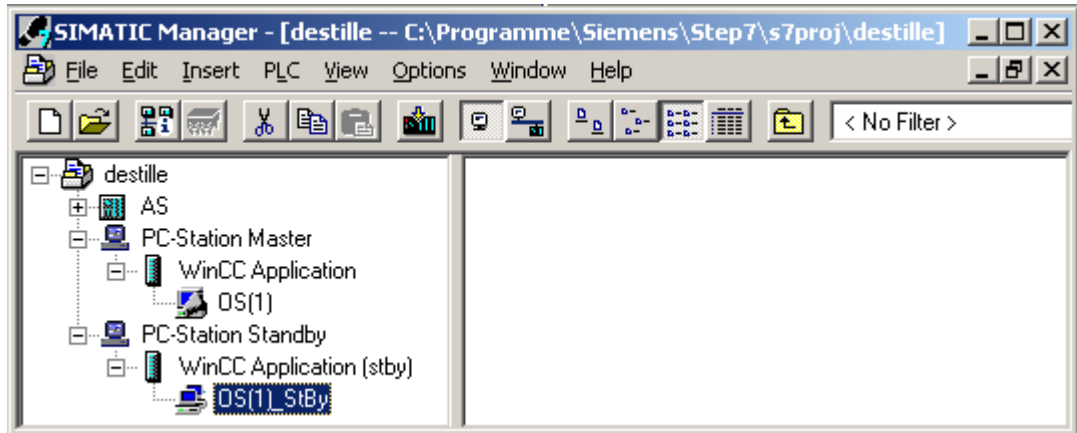 SIMATIC Manager - [destille -- C:\Programme\Siemens\Step7\s7proj\destille]
File Edit Insert PLC View Options Window Help
< No Filter >
destille
AS
PC-Station Master
WinCC Application
OS(1)
PC-Station Standby
WinCC Application (stby)
OS(1)_StBy